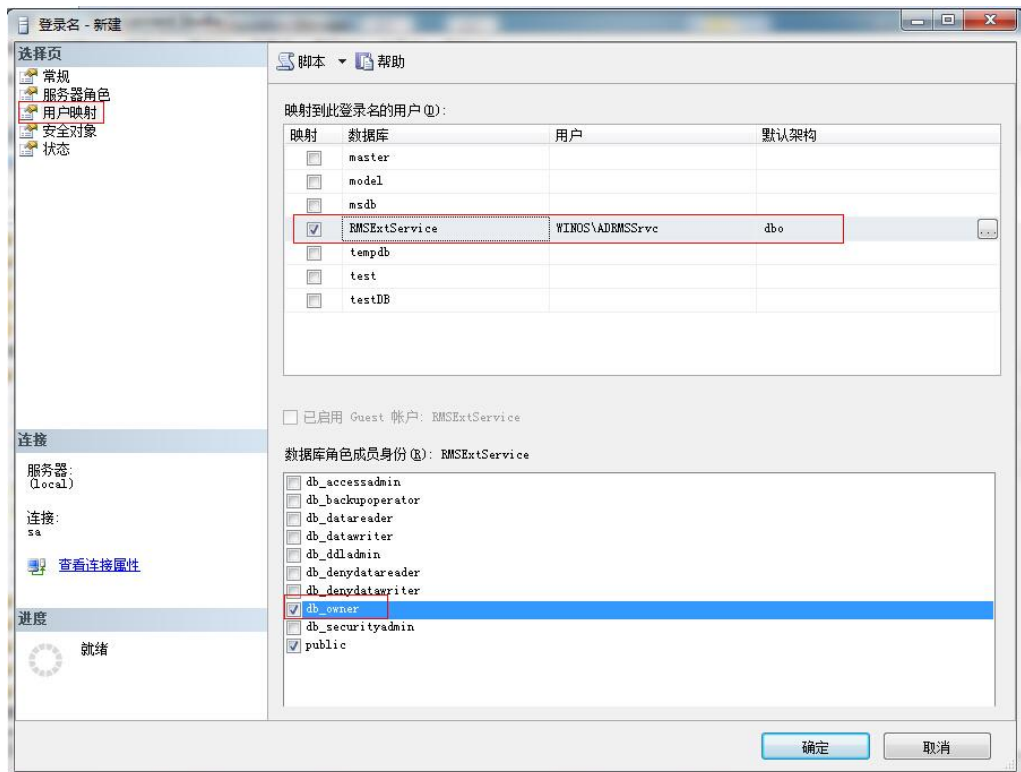 登录名 - 新建
选择页
常规
服务器角色
用户映射
安全对象
状态
脚本 帮助
映射到此登录名的用户(D):
映射 数据库 用户 默认架构
master
model
msdb
RMSExtService WINOS\ADRMSSrvc dbo ...
tempdb
test
testDB
已启用 Guest 帐户: RMSExtService
数据库角色成员身份(R): RMSExtService
db_accessadmin
db_backupoperator
db_datareader
db_datawriter
db_ddladmin
db_denydatareader
db_denydatawriter
db_owner
db_securityadmin
public
连接
服务器:
(local)
连接:
sa
查看连接属性
进度
就绪
确定 取消